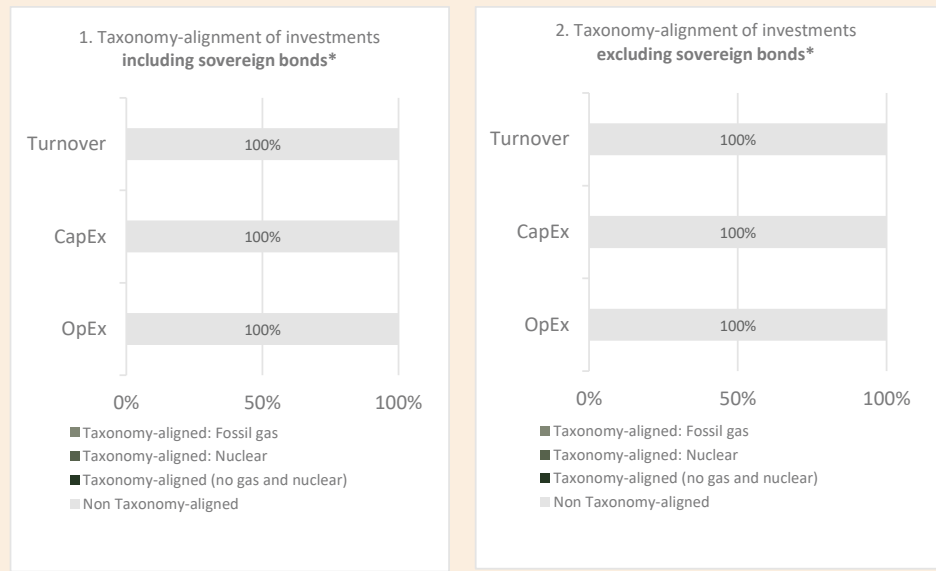 1. Taxonomy-alignment of investments
including sovereign bonds*
Turnover
100%
CapEx
100%
OpEx
100%
0%
50%
100%
Taxonomy-aligned: Fossil gas
Taxonomy-aligned: Nuclear
Taxonomy-aligned (no gas and nuclear)
Non Taxonomy-aligned
2. Taxonomy-alignment of investments
excluding sovereign bonds*
Turnover
100%
CapEx
100%
OpEx
100%
0%
50%
100%
Taxonomy-aligned: Fossil gas
Taxonomy-aligned: Nuclear
Taxonomy-aligned (no gas and nuclear)
Non Taxonomy-aligned